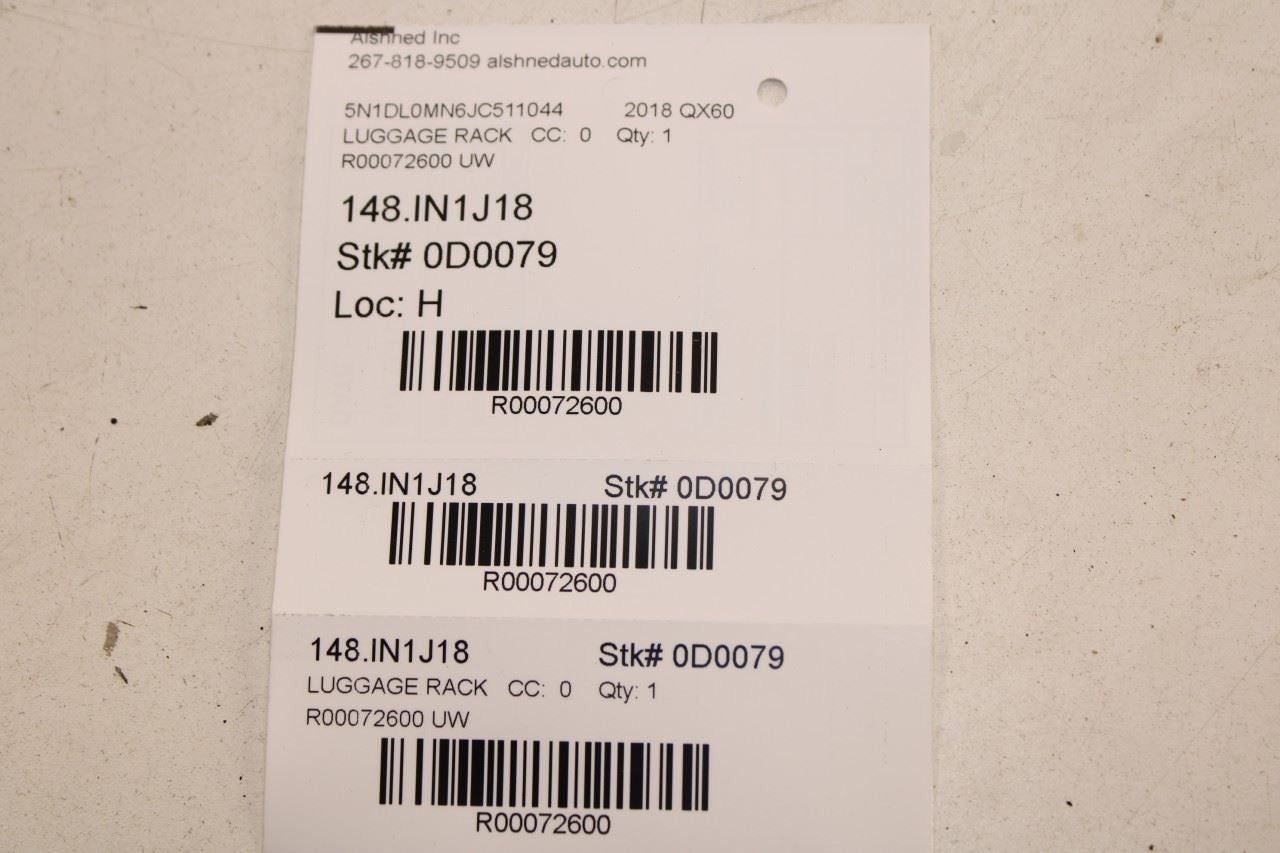 Alshned Inc
267-818-9509 alshnedauto.com
5N1DL0MN6JC511044 2018 QX60
LUGGAGE RACK CC: 0 Qty: 1
R00072600 UW
148.IN1J18
Stk# 0D0079
Loc: H
R00072600
148.IN1J18 Stk# 0D0079
R00072600
148.IN1J18 Stk# 0D0079
LUGGAGE RACK CC: 0 Qty: 1
R00072600 UW
R00072600